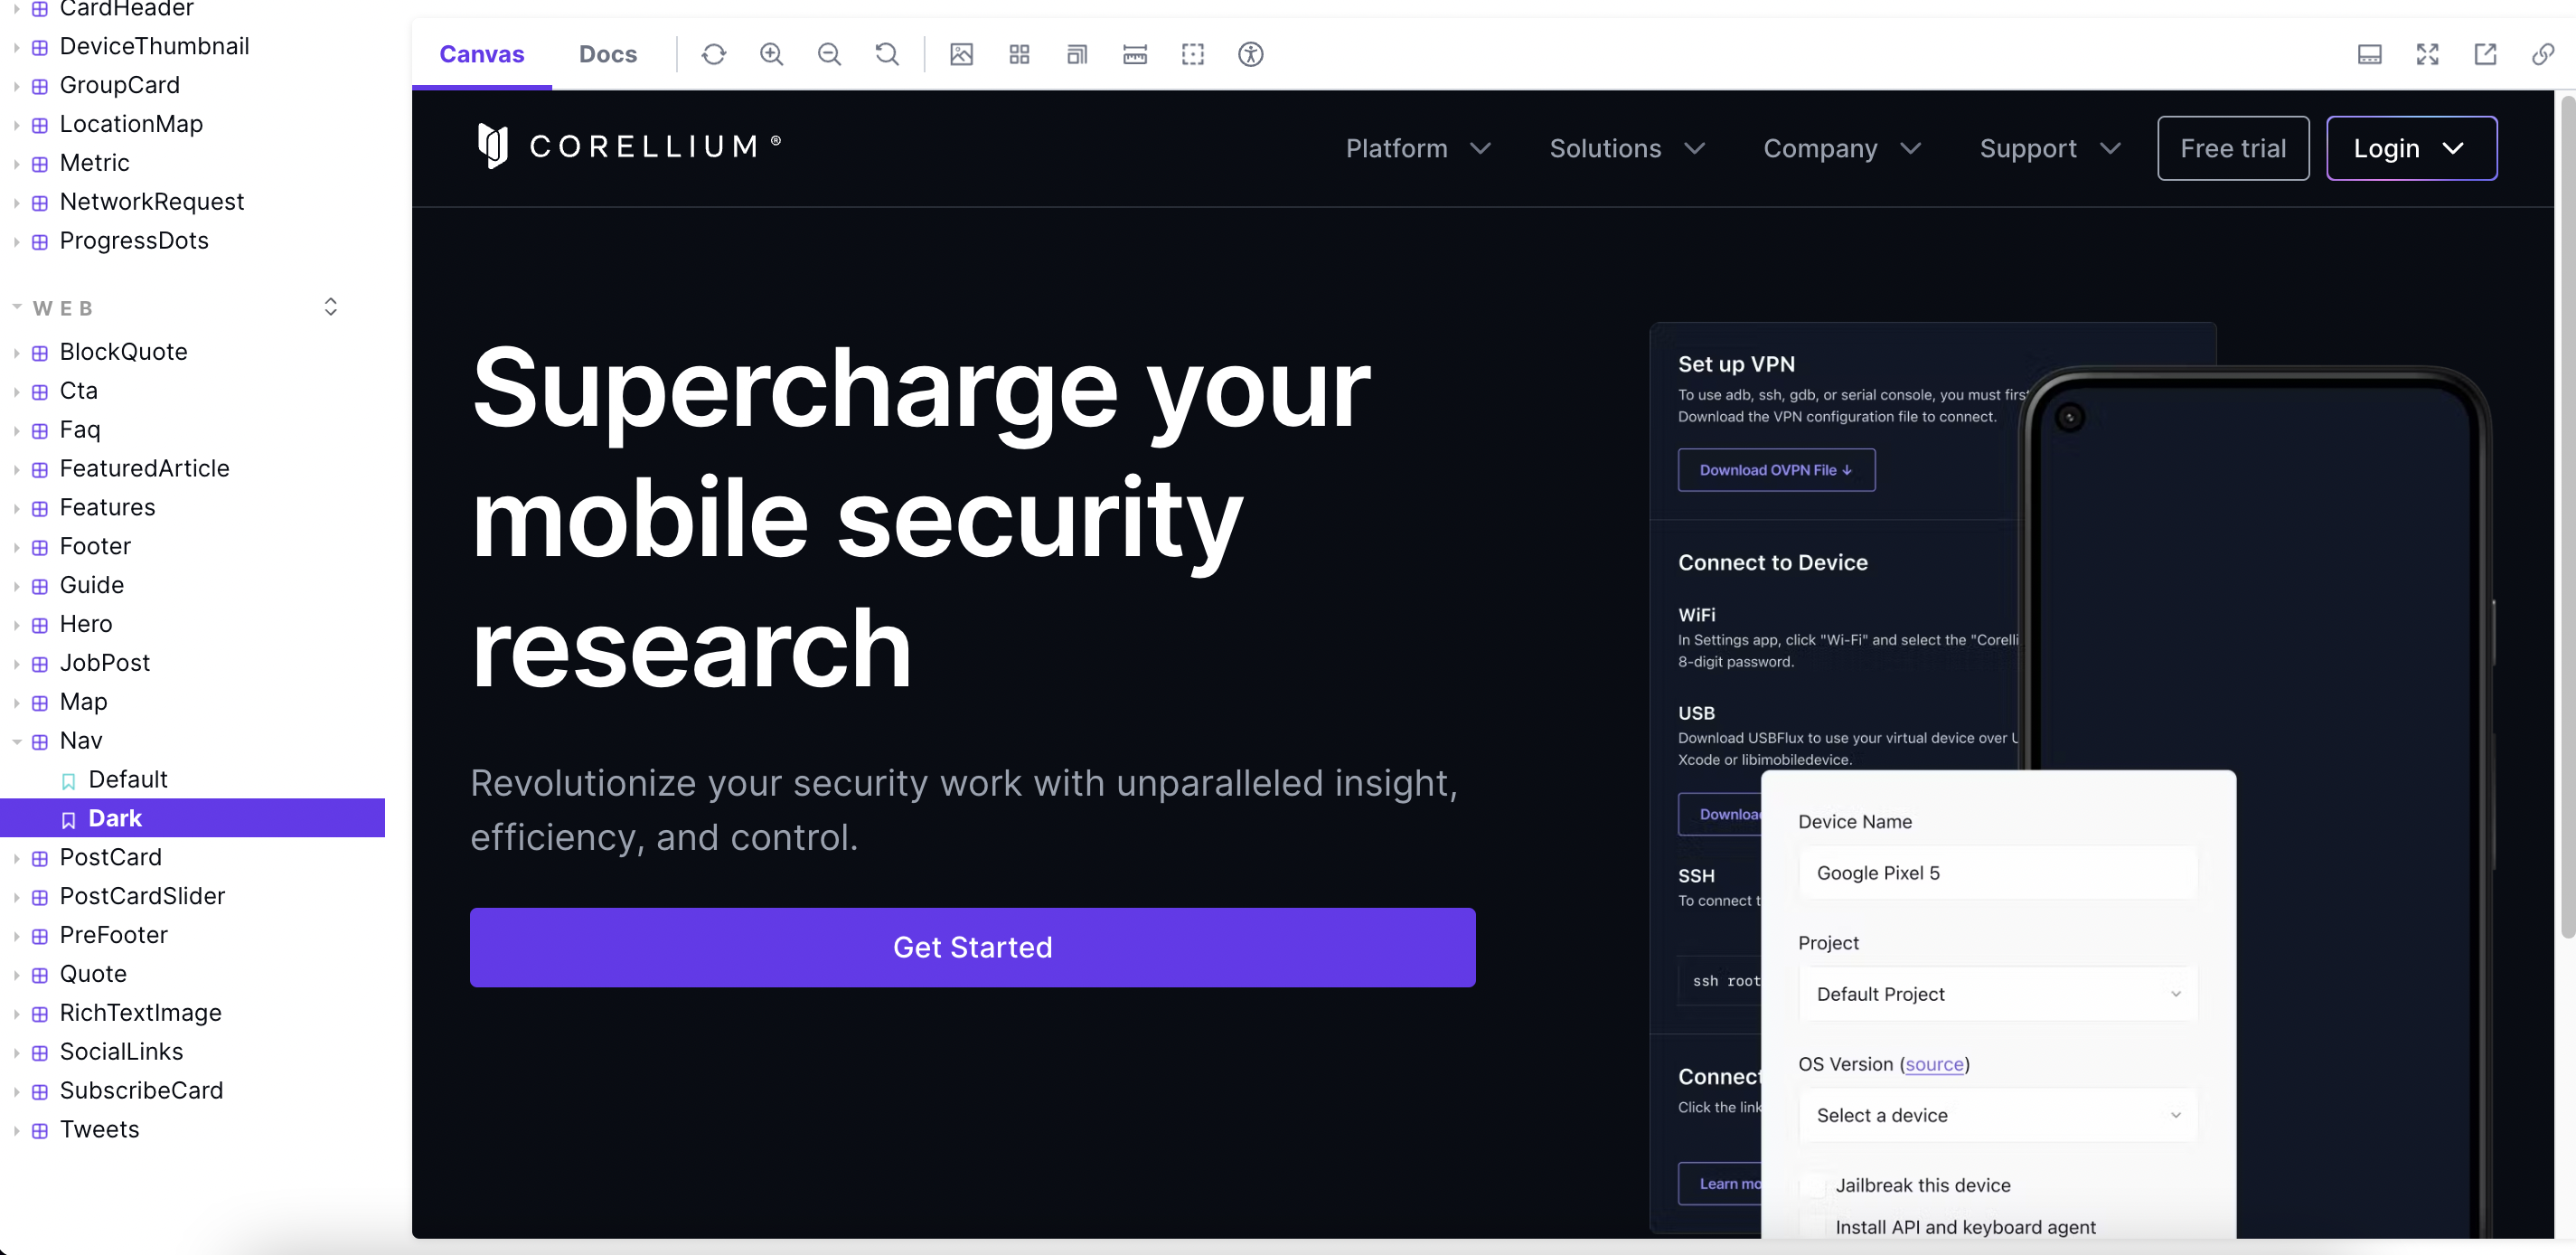 CardHeader
DeviceThumbnail
GroupCard
LocationMap
Metric
NetworkRequest
ProgressDots
WEB
BlockQuote
Cta
Faq
FeaturedArticle
Features
Footer
Guide
Hero
JobPost
Map
Nav
Default
Dark
PostCard
PostCardSlider
PreFooter
Quote
RichTextImage
SocialLinks
SubscribeCard
Tweets
Canvas Docs
CORELLIUM ®
Platform Solutions Company Support Free trial Login
Supercharge your
mobile security
research
Revolutionize your security work with unparalleled insight,
efficiency, and control.
Get Started
Set up VPN
To use adb, ssh, gdb, or serial console, you must first
Download the VPN configuration file to connect.
Download OVPN File ↓
Connect to Device
WiFi
In Settings app, click "Wi-Fi" and select the "Corelli
8-digit password.
USB
Download USBFlux to use your virtual device over U
Xcode or libimobiledevice.
Downloa
SSH
To connect t
ssh root
Connect
Click the link
Learn mo
Device Name
Google Pixel 5
Project
Default Project
OS Version (source)
Select a device
Jailbreak this device
Install API and keyboard agent